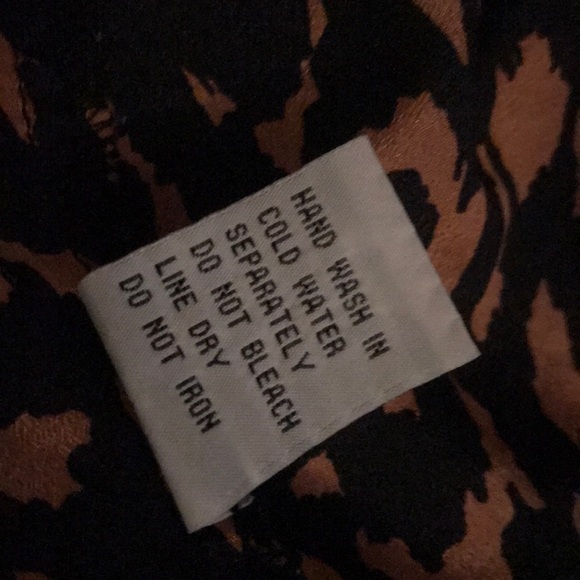 HAND WASH IN
COLD WATER
SEPARATELY
DO NOT BLEACH
LINE DRY
DO NOT IRON